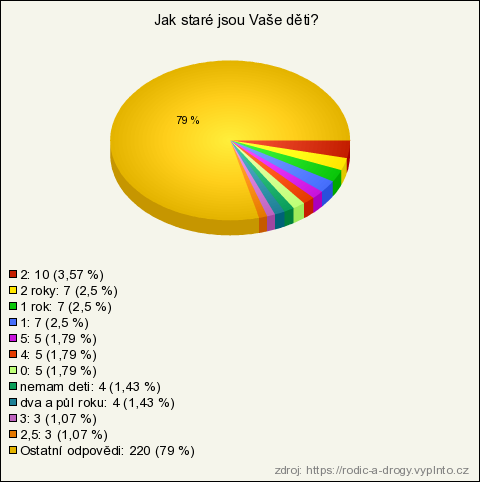 Jak staré jsou Vaše děti?
79 %
2: 10 (3,57 %)
2 roky: 7 (2,5 %)
1 rok: 7 (2,5 %)
1: 7 (2,5 %)
5: 5 (1,79 %)
4: 5 (1,79 %)
0: 5 (1,79 %)
nemam deti: 4 (1,43 %)
dva a půl roku: 4 (1,43 %)
3: 3 (1,07 %)
2,5: 3 (1,07 %)
Ostatní odpovědi: 220 (79 %)
zdroj: https://rodic-a-drogy.vyplnto.cz